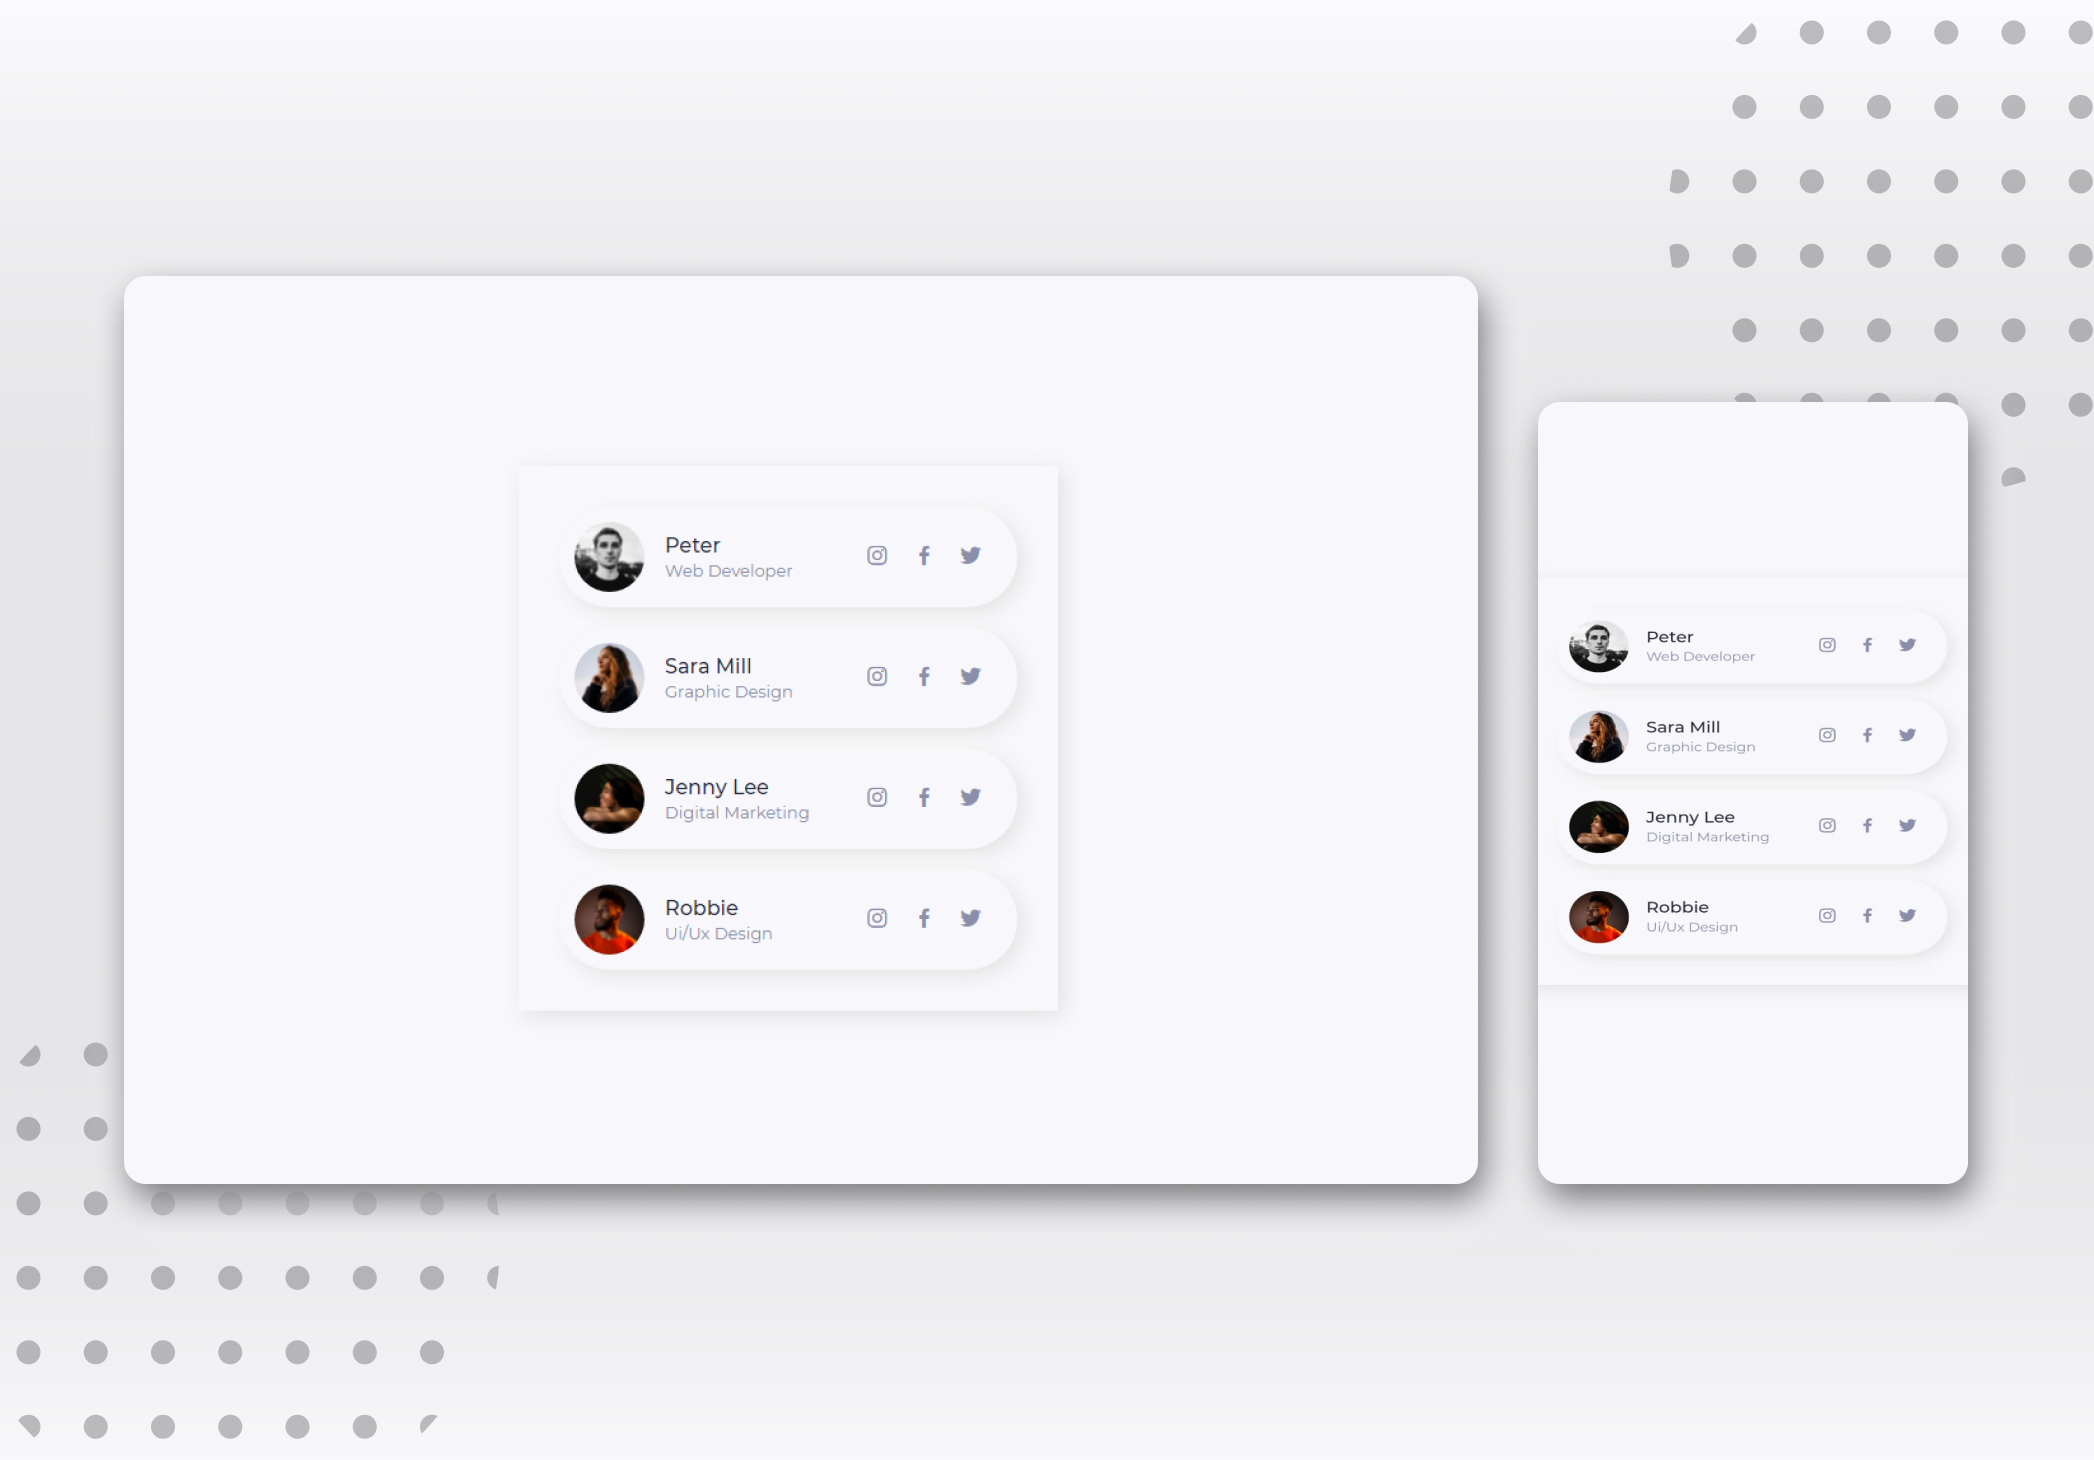 Peter
Web Developer
Sara Mill
Graphic Design
Jenny Lee
Digital Marketing
Robbie
Ui/Ux Design
Peter
Web Developer
Sara Mill
Graphic Design
Jenny Lee
Digital Marketing
Robbie
Ui/Ux Design